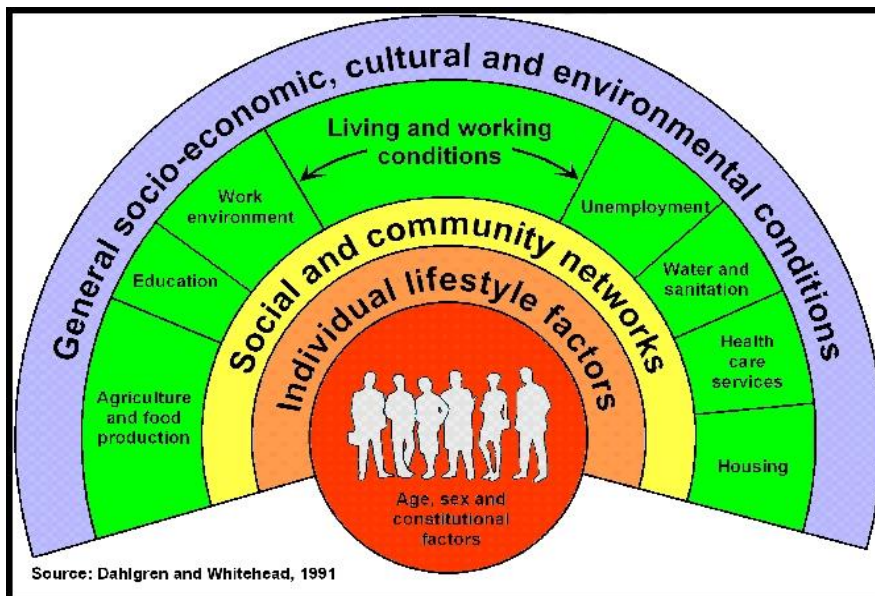 General socio-economic, cultural and environmental conditions
Living and working
conditions
Work
environment
Unemployment
Education
Water and
sanitation
Agriculture
and food
production
Health
care
services
Housing
Social and community networks
Individual lifestyle factors
Age, sex and
constitutional
factors
Source: Dahlgren and Whitehead, 1991